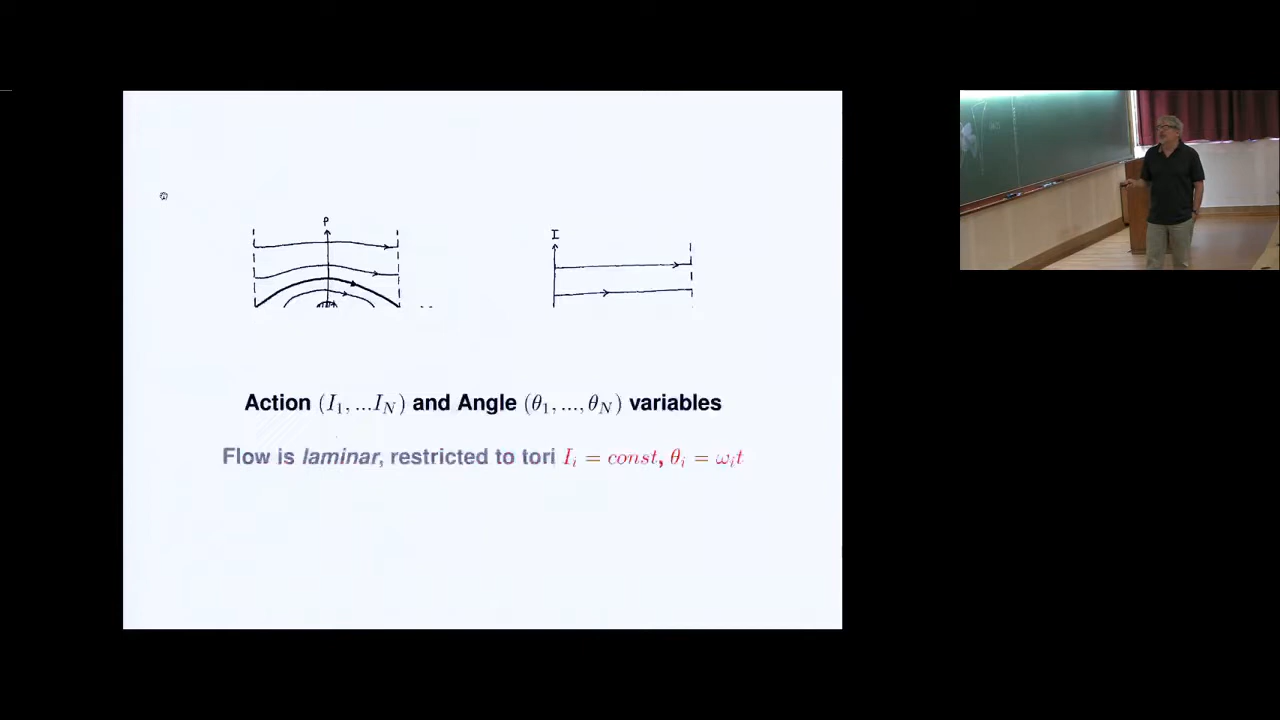 P
I
Action (I₁, ...I_N) and Angle (θ₁, ..., θ_N) variables
Flow is laminar, restricted to tori I_i = const, θ_i = ω_i t